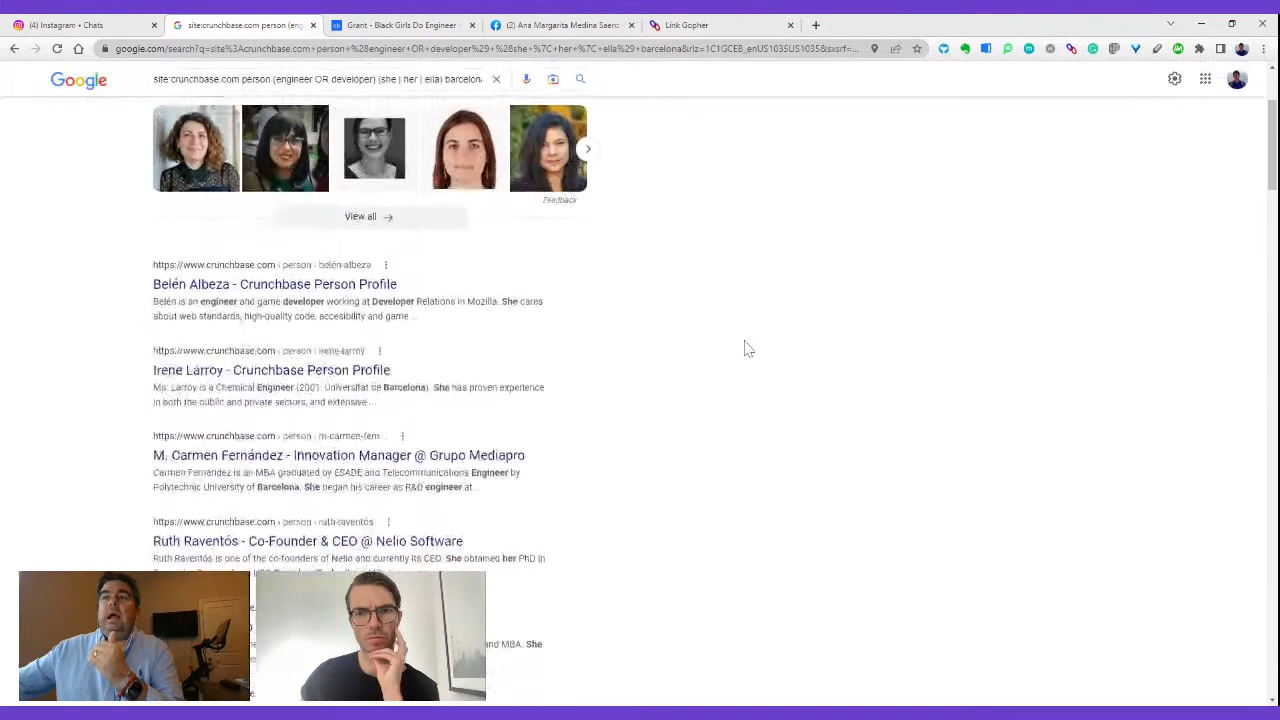 (4) Instagram • Chats
site:crunchbase.com person (eng
Grant - Black Girls Do Engineer -
(2) Ana Margarita Medina Saenz
Link Gopher
google.com/search?q=site%3Acrunchbase.com+person+%28engineer+OR+developer%29+%28she+%7C+her+%7C+ella%29+barcelona&rlz=1C1GCEB_enUS1035US1035&sxsrf=...
Google
site:crunchbase.com person (engineer OR developer) (she | her | ella) barcelon
Feedback
View all
https://www.crunchbase.com › person › belén-albeza
Belén Albeza - Crunchbase Person Profile
Belén is an engineer and game developer working at Developer Relations in Mozilla. She cares
about web standards, high-quality code, accesibility and game ...
https://www.crunchbase.com › person › irene-larroy
Irene Larroy - Crunchbase Person Profile
Ms. Larroy is a Chemical Engineer (2001, Universitat de Barcelona). She has proven experience
in both the public and private sectors, and extensive ...
https://www.crunchbase.com › person › m-carmen-fern...
M. Carmen Fernández - Innovation Manager @ Grupo Mediapro
Carmen Fernández is an MBA graduated by ESADE and Telecommunications Engineer by
Polytechnic University of Barcelona. She began his career as R&D engineer at ...
https://www.crunchbase.com › person › ruth-raventós
Ruth Raventós - Co-Founder & CEO @ Nelio Software
Ruth Raventós is one of the co-founders of Nelio and currently its CEO. She obtained her PhD in
and MBA. She